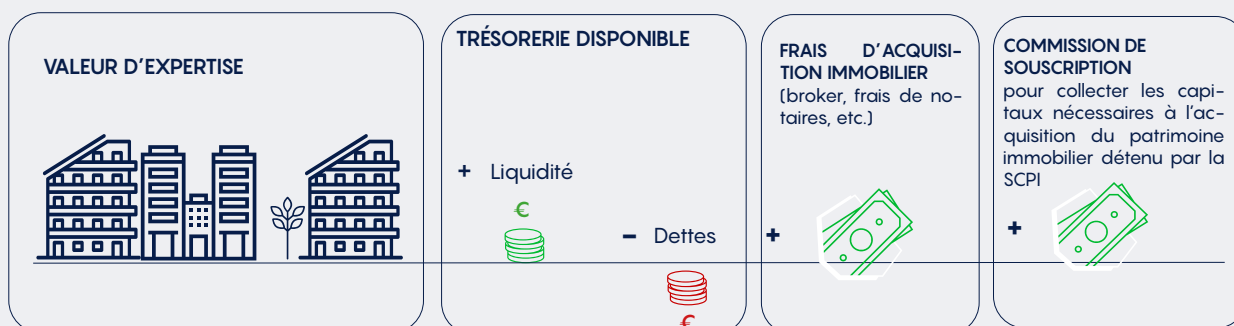 VALEUR D'EXPERTISE
TRÉSORERIE DISPONIBLE
+ Liquidité
€
− Dettes
€
+
FRAIS D'ACQUISI-
TION IMMOBILIER
(broker, frais de no-
taires, etc.)
+
COMMISSION DE
SOUSCRIPTION
pour collecter les capi-
taux nécessaires à l'ac-
quisition du patrimoine
immobilier détenu par la
SCPI